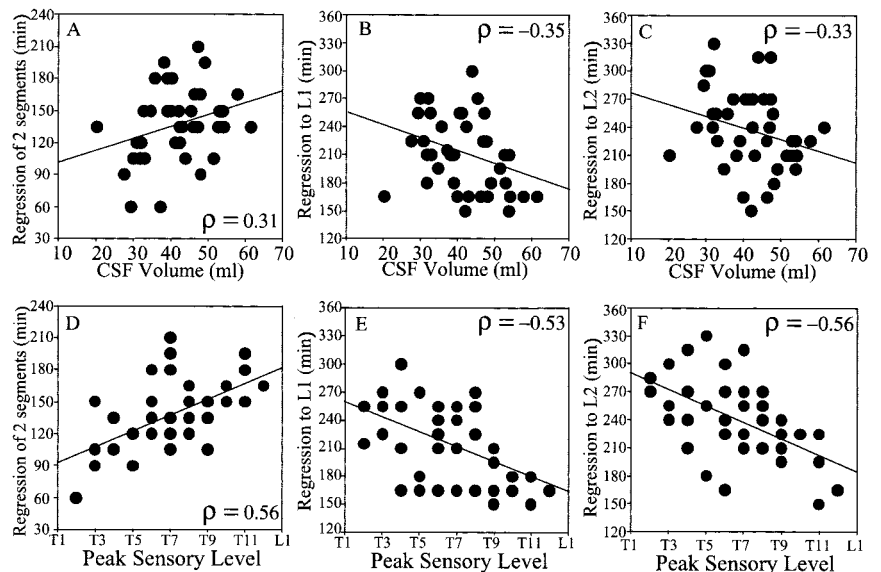 A
Regression of 2 segments (min)
240
210
180
150
120
90
60
30
ρ = 0.31
10 20 30 40 50 60 70
CSF Volume (ml)
B
ρ = –0.35
Regression to L1 (min)
360
330
300
270
240
210
180
150
120
10 20 30 40 50 60 70
CSF Volume (ml)
C
ρ = –0.33
Regression to L2 (min)
360
330
300
270
240
210
180
150
120
10 20 30 40 50 60 70
CSF Volume (ml)
D
Regression of 2 segments (min)
240
210
180
150
120
90
60
30
ρ = 0.56
T1 T3 T5 T7 T9 T11 L1
Peak Sensory Level
E
ρ = –0.53
Regression to L1 (min)
360
330
300
270
240
210
180
150
120
T1 T3 T5 T7 T9 T11 L1
Peak Sensory Level
F
ρ = –0.56
Regression to L2 (min)
360
330
300
270
240
210
180
150
120
T1 T3 T5 T7 T9 T11 L1
Peak Sensory Level